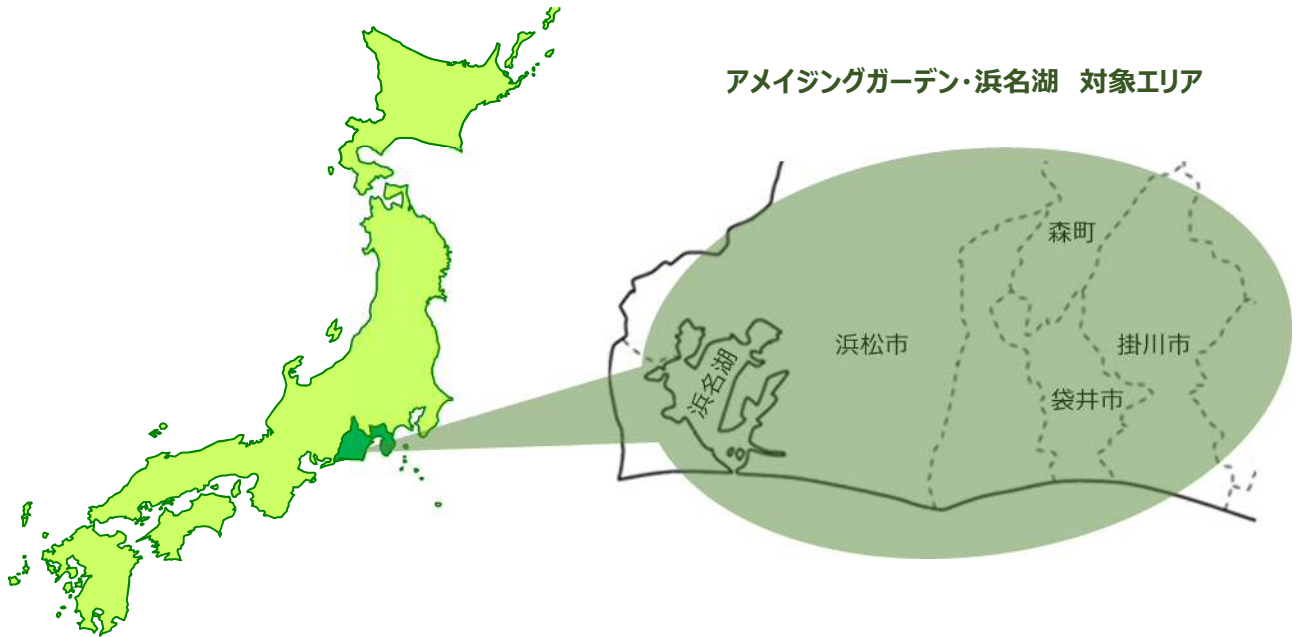 アメイジングガーデン・浜名湖　対象エリア
森町
浜松市
掛川市
浜名湖
袋井市